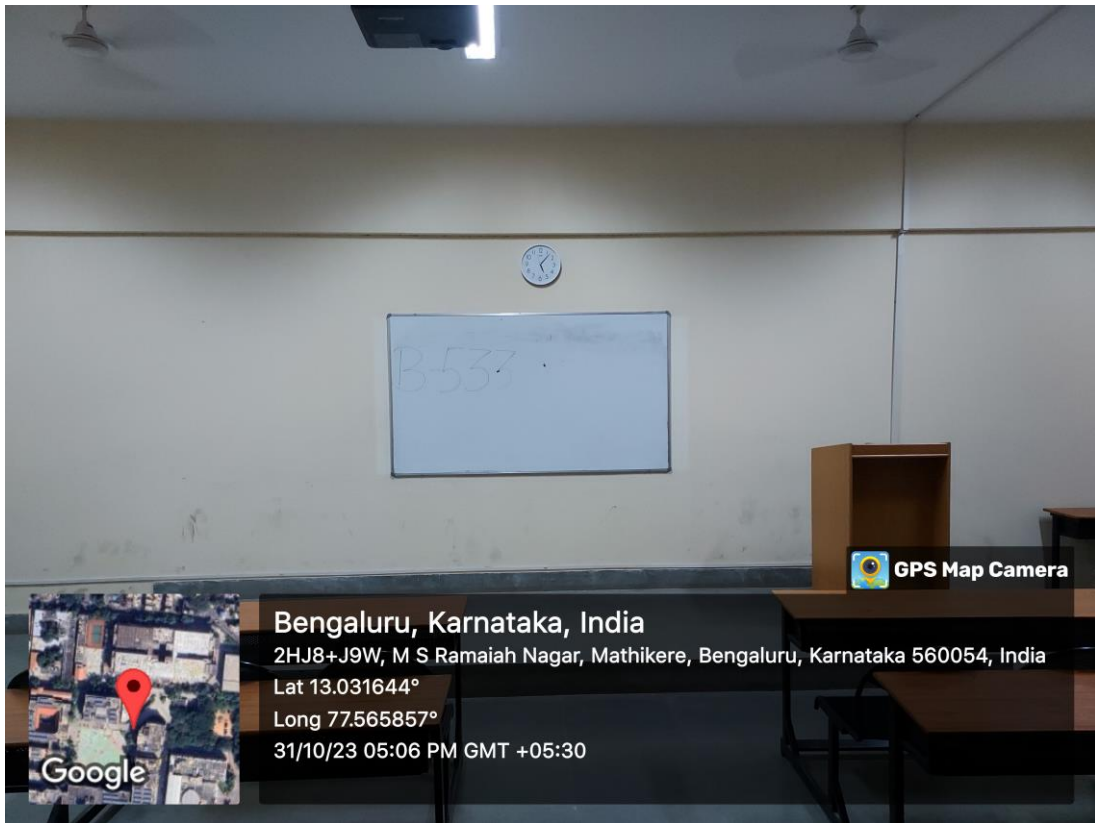 B-533
GPS Map Camera
Bengaluru, Karnataka, India
2HJ8+J9W, M S Ramaiah Nagar, Mathikere, Bengaluru, Karnataka 560054, India
Lat 13.031644°
Long 77.565857°
31/10/23 05:06 PM GMT +05:30
Google